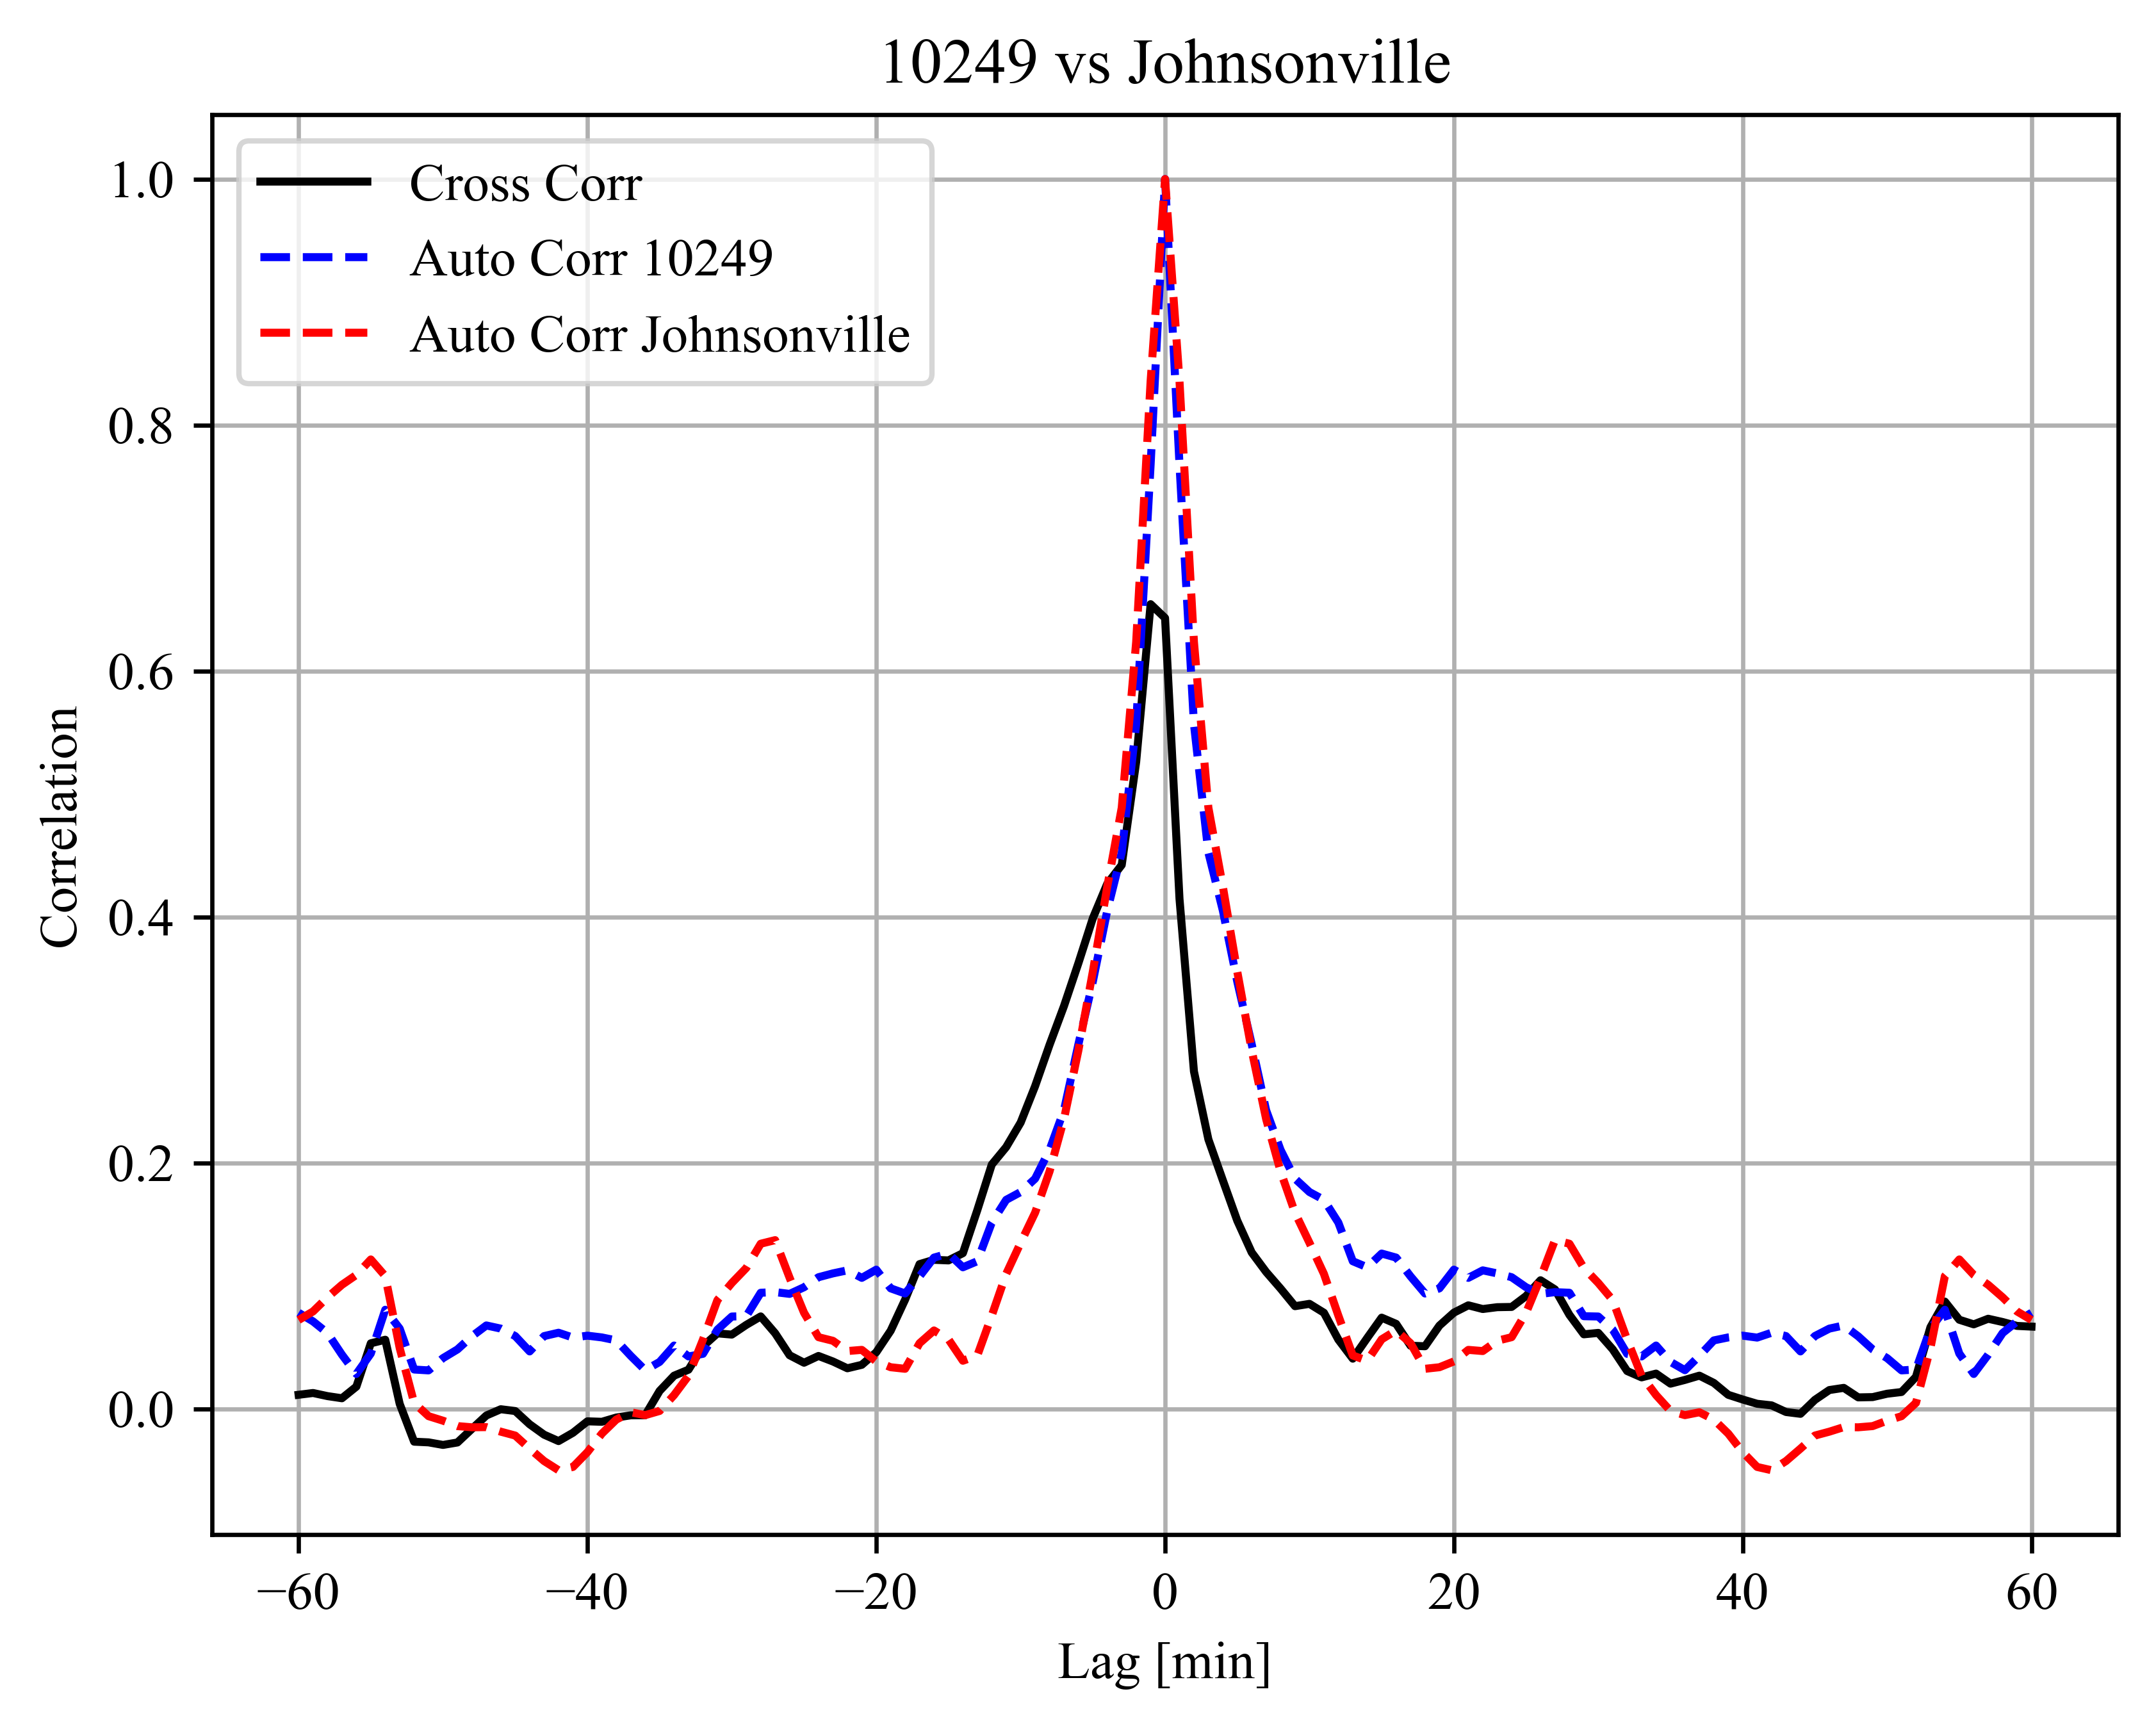 10249 vs Johnsonville
Cross Corr
Auto Corr 10249
Auto Corr Johnsonville
1.0
0.8
0.6
0.4
0.2
0.0
Correlation
−60 −40 −20 0 20 40 60
Lag [min]